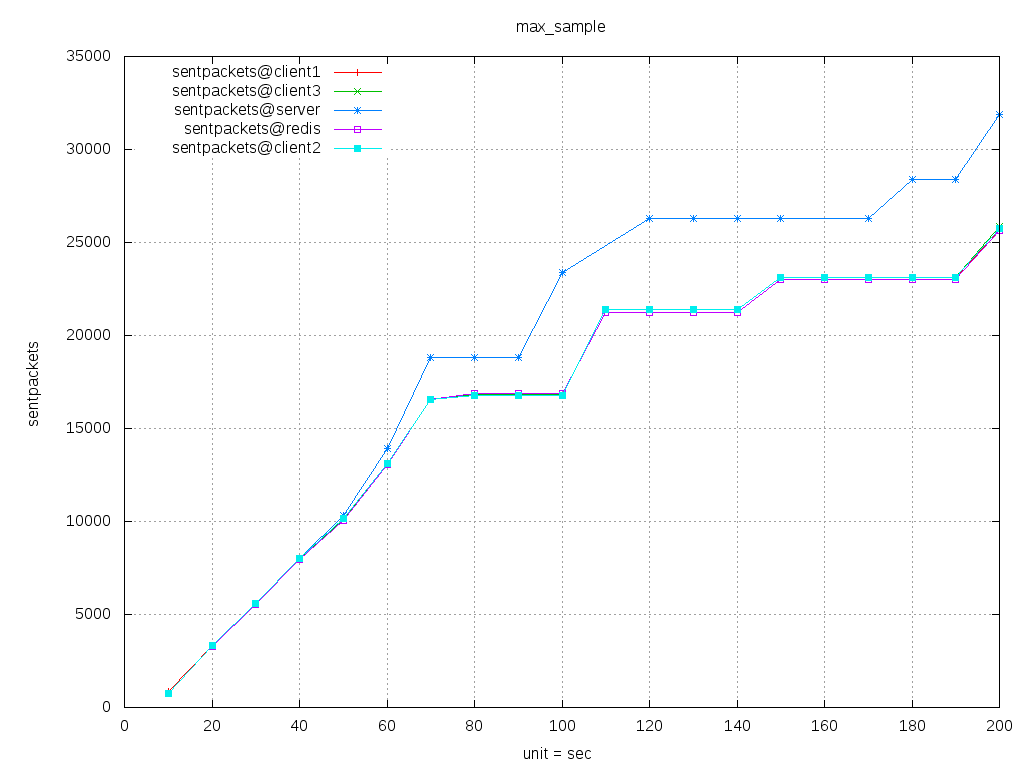 max_sample
35000
30000
25000
20000
15000
10000
5000
0
sentpackets@client1
sentpackets@client3
sentpackets@server
sentpackets@redis
sentpackets@client2
sentpackets
0 20 40 60 80 100 120 140 160 180 200
unit = sec